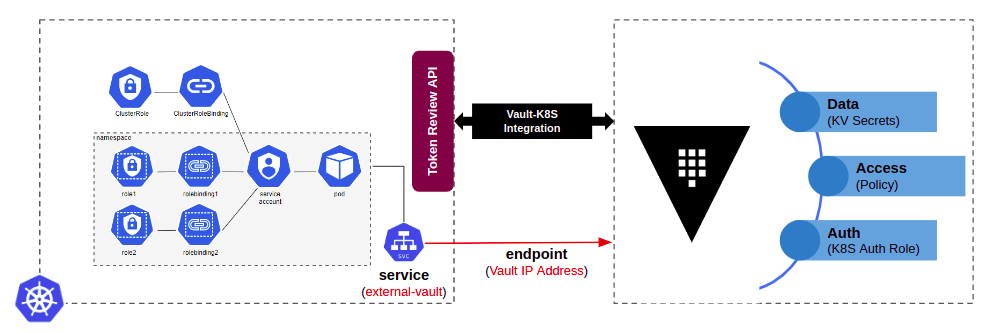 ClusterRole
ClusterRoleBinding
namespace
role1
rolebinding1
service
account
pod
role2
rolebinding2
Token Review API
SVC
service
(external-vault)
Vault-K8S
Integration
endpoint
(Vault IP Address)
Data
(KV Secrets)
Access
(Policy)
Auth
(K8S Auth Role)